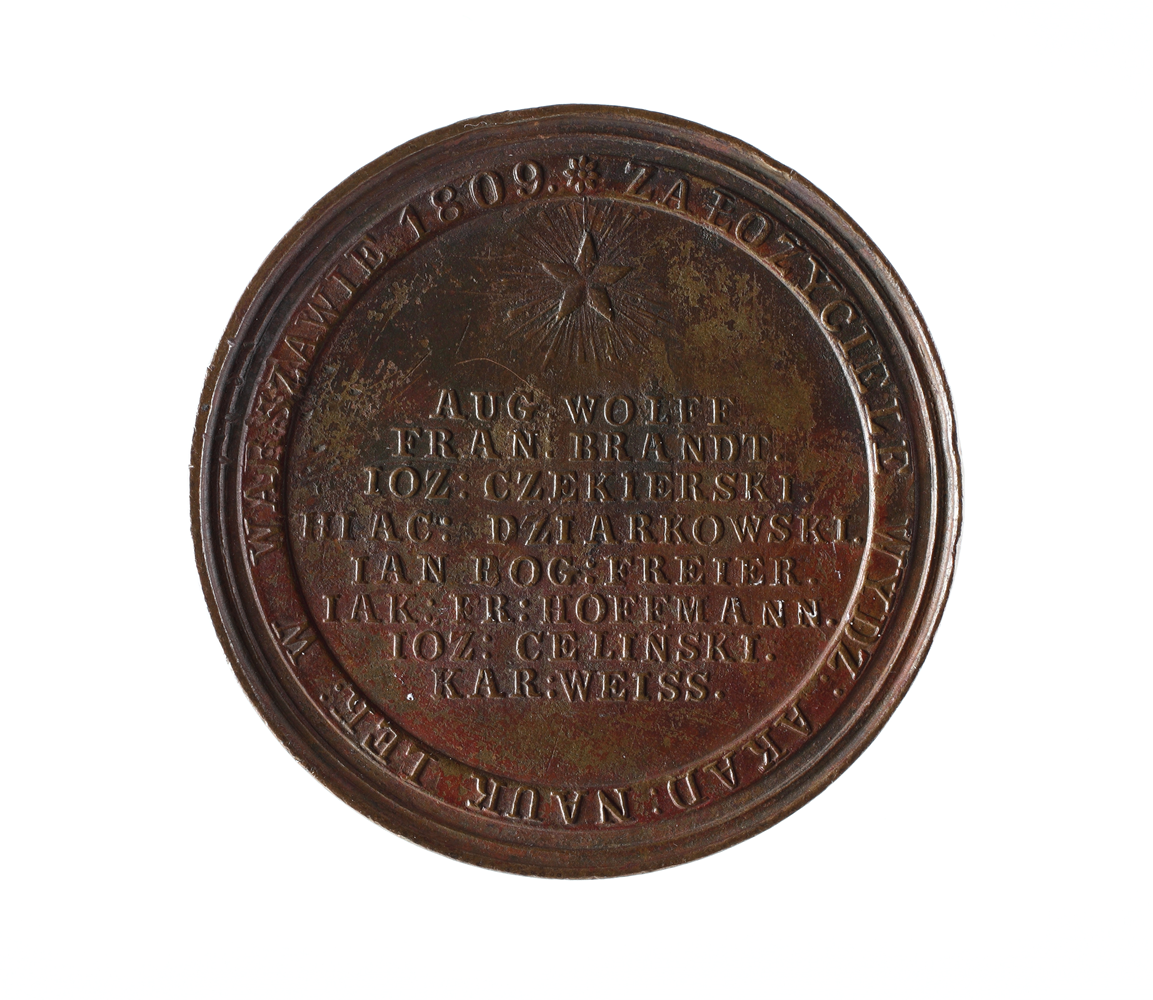 ZAŁOZYCIELE WYDZ: AKAD: NAUK LEK: W WARSZAWIE 1809.
AUG: WOLFF
FRAN: BRANDT.
IOZ: CZEKIERSKI.
HIAC: DZIARKOWSKI.
IAN BOG: FREIER.
IAK: FR: HOFFMANN.
IOZ: CELINSKI.
KAR: WEISS.